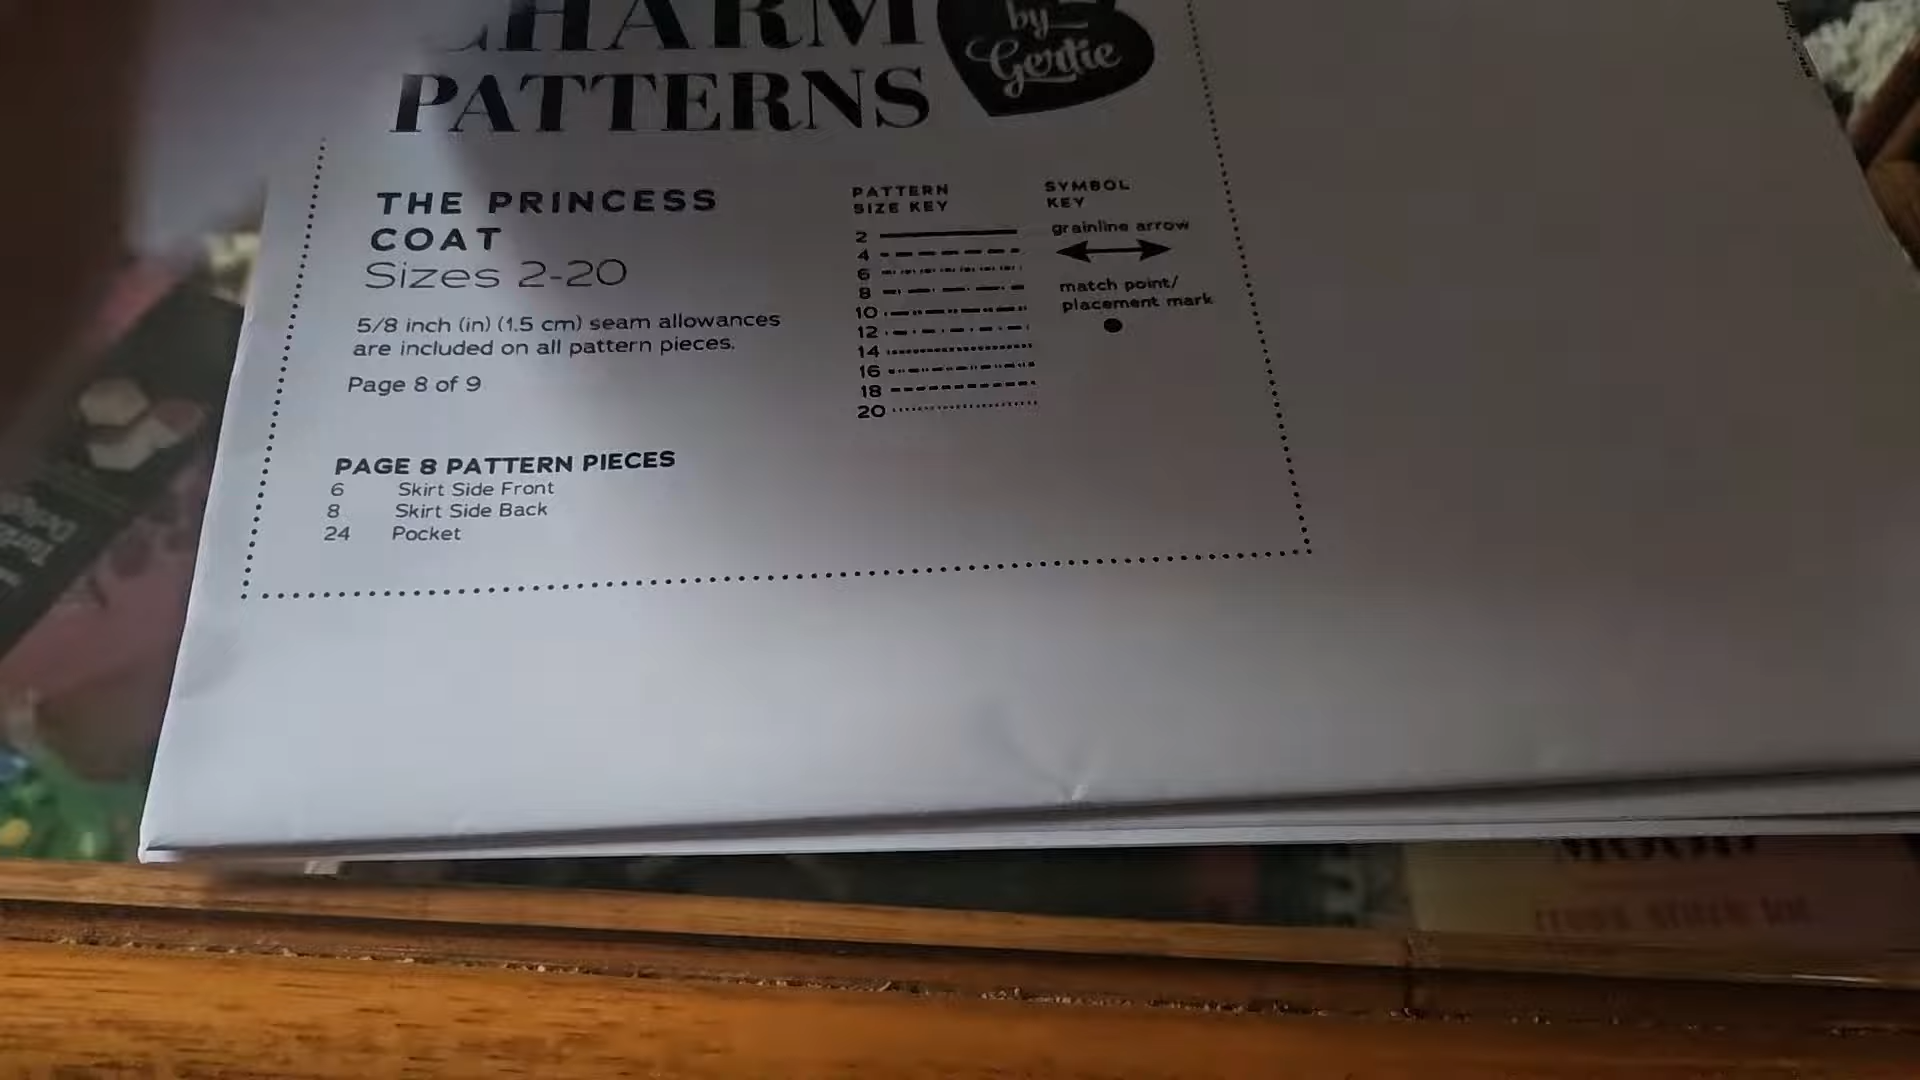 CHARM
PATTERNS
by
Gertie
THE PRINCESS
COAT
Sizes 2-20
5/8 inch (in) (1.5 cm) seam allowances
are included on all pattern pieces.
Page 8 of 9
PAGE 8 PATTERN PIECES
6 Skirt Side Front
8 Skirt Side Back
24 Pocket
PATTERN
SIZE KEY
2
4
6
8
10
12
14
16
18
20
SYMBOL
KEY
grainline arrow
match point/
placement mark
cross stitch kit